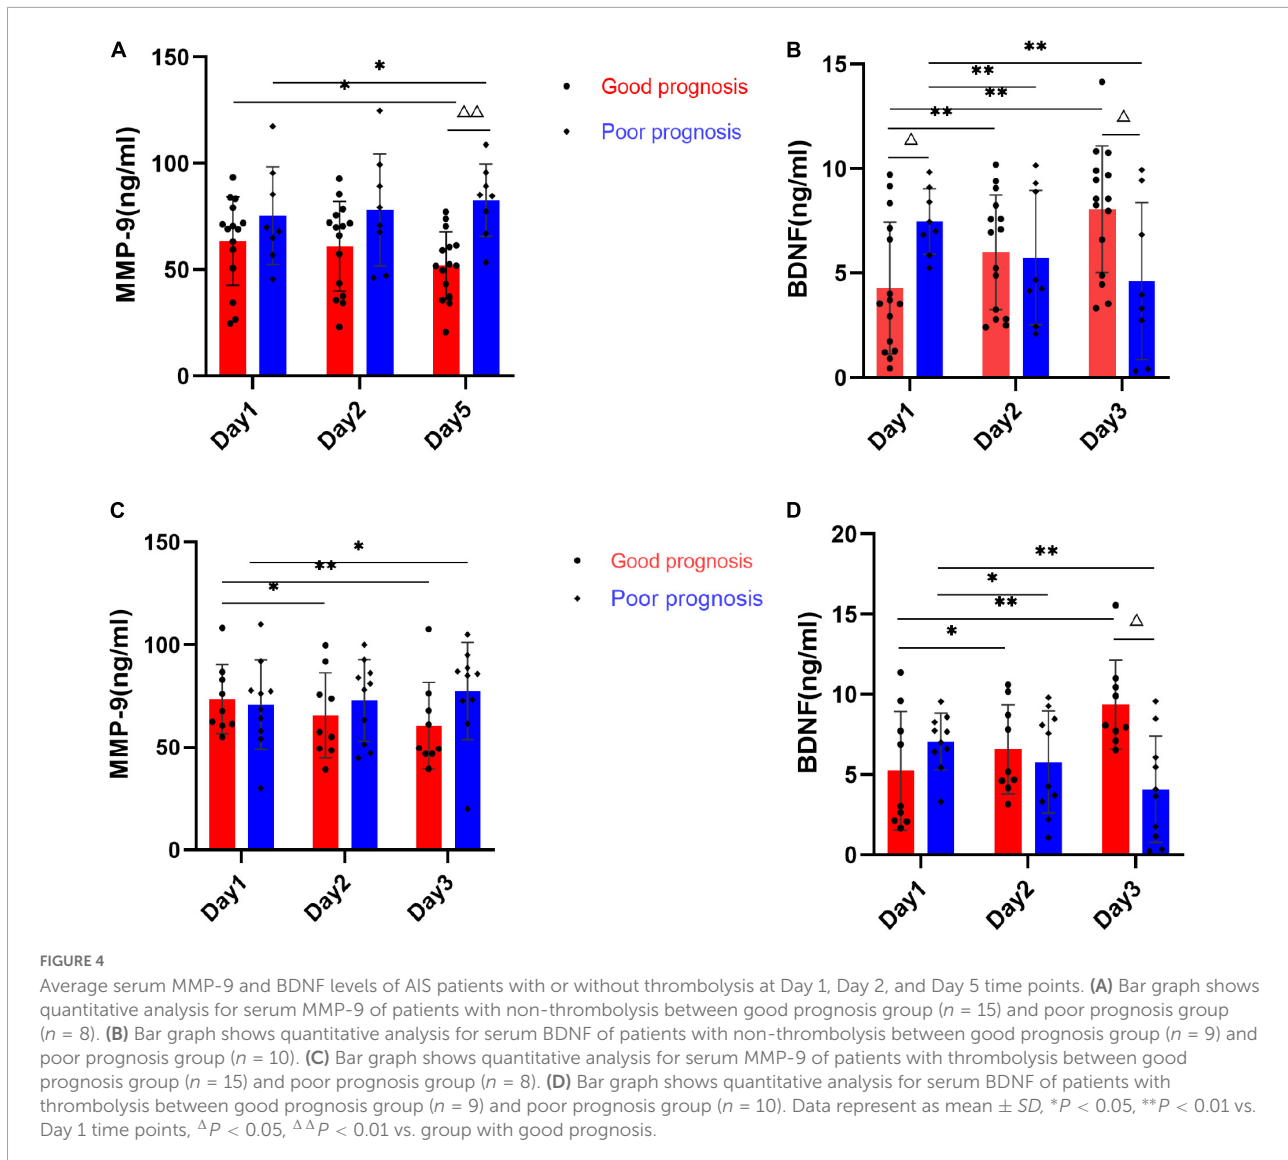 A
150
100
50
0
MMP-9(ng/ml)
*
*
△△
Day1
Day2
Day5
Good prognosis
Poor prognosis
B
15
10
5
0
BDNF(ng/ml)
**
**
**
**
△
△
Day1
Day2
Day3
C
150
100
50
0
MMP-9(ng/ml)
*
**
*
Day1
Day2
Day3
Good prognosis
Poor prognosis
D
20
15
10
5
0
BDNF(ng/ml)
**
*
**
*
△
Day1
Day2
Day3
FIGURE 4
Average serum MMP-9 and BDNF levels of AIS patients with or without thrombolysis at Day 1, Day 2, and Day 5 time points. (A) Bar graph shows
quantitative analysis for serum MMP-9 of patients with non-thrombolysis between good prognosis group (n = 15) and poor prognosis group
(n = 8). (B) Bar graph shows quantitative analysis for serum BDNF of patients with non-thrombolysis between good prognosis group (n = 9) and
poor prognosis group (n = 10). (C) Bar graph shows quantitative analysis for serum MMP-9 of patients with thrombolysis between good
prognosis group (n = 15) and poor prognosis group (n = 8). (D) Bar graph shows quantitative analysis for serum BDNF of patients with
thrombolysis between good prognosis group (n = 9) and poor prognosis group (n = 10). Data represent as mean ± SD, *P < 0.05, **P < 0.01 vs.
Day 1 time points, ΔP < 0.05, ΔΔP < 0.01 vs. group with good prognosis.